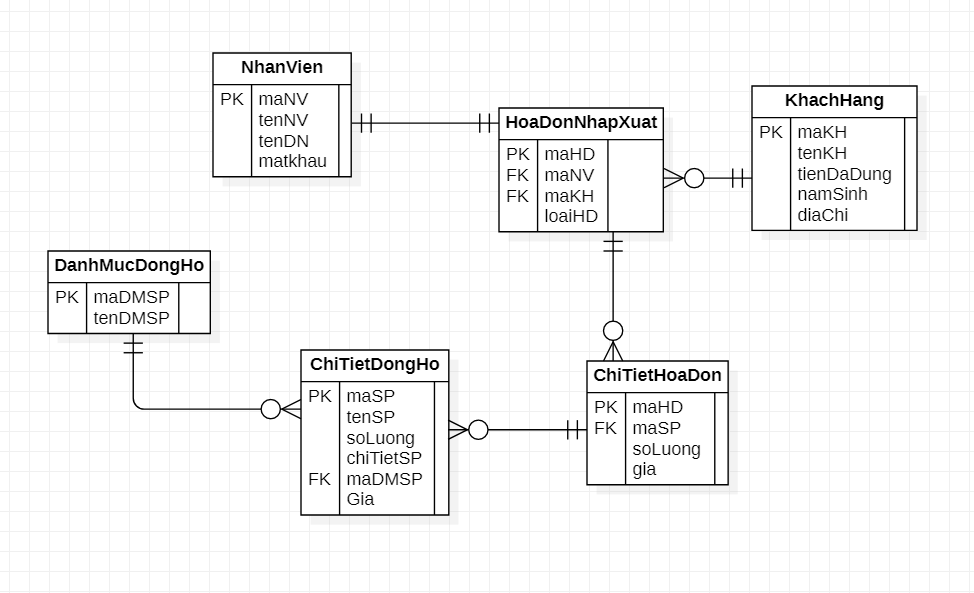 NhanVien
PK maNV
tenNV
tenDN
matkhau
HoaDonNhapXuat
PK maHD
FK maNV
FK maKH
loaiHD
KhachHang
PK maKH
tenKH
tienDaDung
namSinh
diaChi
DanhMucDongHo
PK maDMSP
tenDMSP
ChiTietDongHo
PK maSP
tenSP
soLuong
chiTietSP
FK maDMSP
Gia
ChiTietHoaDon
PK maHD
FK maSP
soLuong
gia